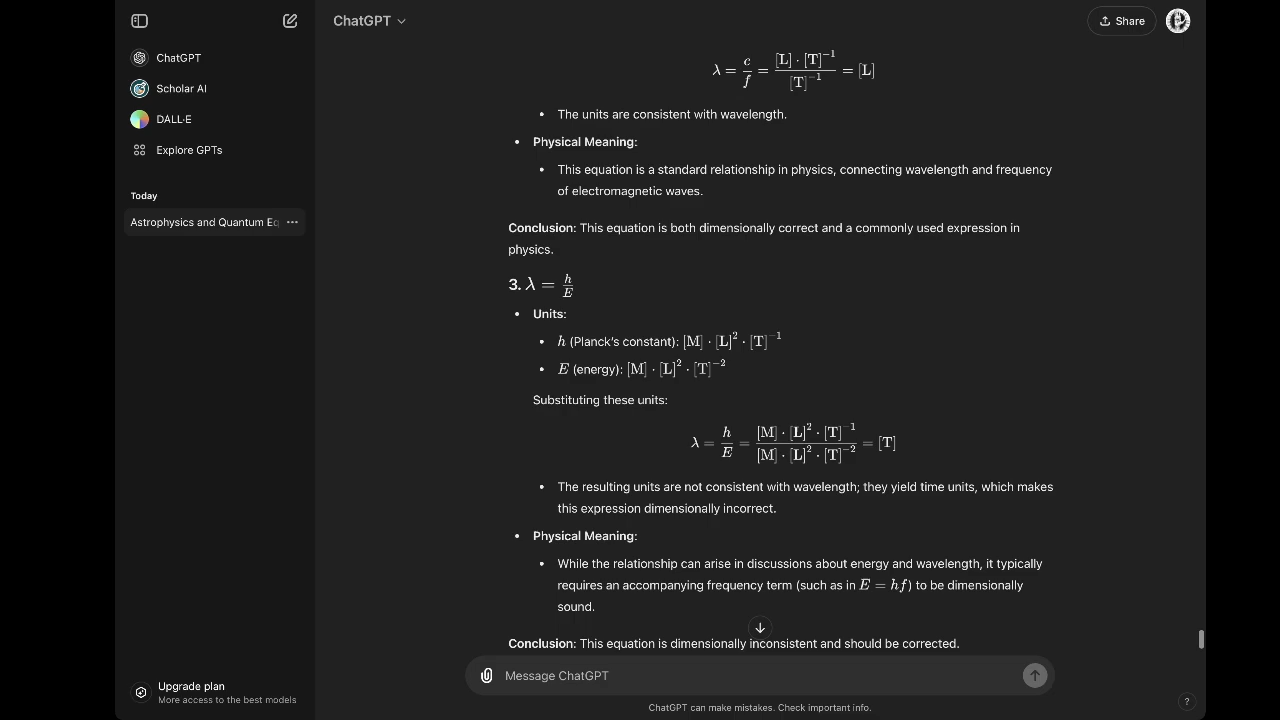 ChatGPT
Share
ChatGPT
Scholar AI
DALL·E
Explore GPTs
Today
Astrophysics and Quantum Eq
Upgrade plan
More access to the best models
λ = c/f = [L] · [T]⁻¹ / [T]⁻¹ = [L]
• The units are consistent with wavelength.
• Physical Meaning:
• This equation is a standard relationship in physics, connecting wavelength and frequency
of electromagnetic waves.
Conclusion: This equation is both dimensionally correct and a commonly used expression in
physics.
3. λ = h/E
• Units:
• h (Planck's constant): [M] · [L]² · [T]⁻¹
• E (energy): [M] · [L]² · [T]⁻²
Substituting these units:
λ = h/E = [M] · [L]² · [T]⁻¹ / [M] · [L]² · [T]⁻² = [T]
• The resulting units are not consistent with wavelength; they yield time units, which makes
this expression dimensionally incorrect.
• Physical Meaning:
• While the relationship can arise in discussions about energy and wavelength, it typically
requires an accompanying frequency term (such as in E = hf) to be dimensionally
sound.
Conclusion: This equation is dimensionally inconsistent and should be corrected.
Message ChatGPT
ChatGPT can make mistakes. Check important info.
?